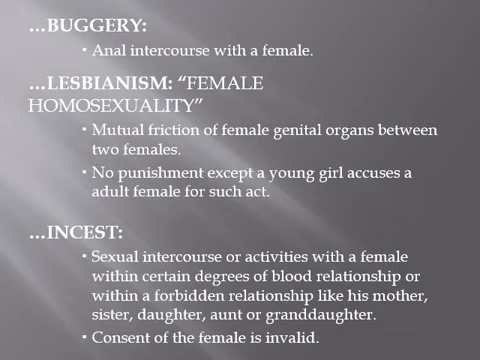 …BUGGERY:
▪ Anal intercourse with a female.
…LESBIANISM: “FEMALE
HOMOSEXUALITY”
▪ Mutual friction of female genital organs between
two females.
▪ No punishment except a young girl accuses a
adult female for such act.
…INCEST:
▪ Sexual intercourse or activities with a female
within certain degrees of blood relationship or
within a forbidden relationship like his mother,
sister, daughter, aunt or granddaughter.
▪ Consent of the female is invalid.